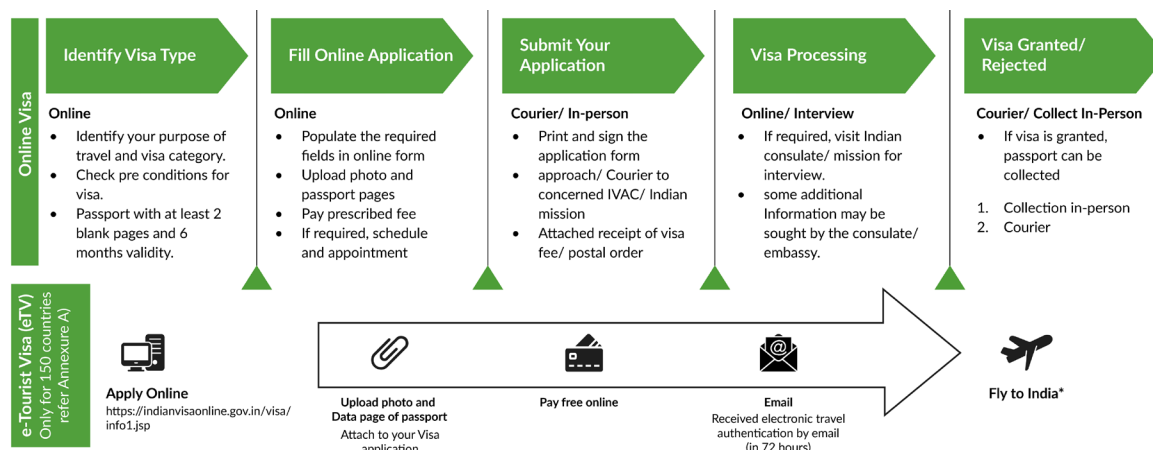 Online Visa
Identify Visa Type
Online
• Identify your purpose of
travel and visa category.
• Check pre conditions for
visa.
• Passport with at least 2
blank pages and 6
months validity.
Fill Online Application
Online
• Populate the required
fields in online form
• Upload photo and
passport pages
• Pay prescribed fee
• If required, schedule
and appointment
Submit Your
Application
Courier/ In-person
• Print and sign the
application form
• approach/ Courier to
concerned IVAC/ Indian
mission
• Attached receipt of visa
fee/ postal order
Visa Processing
Online/ Interview
• If required, visit Indian
consulate/ mission for
interview.
• some additional
Information may be
sought by the consulate/
embassy.
Visa Granted/
Rejected
Courier/ Collect In-Person
• If visa is granted,
passport can be
collected
1. Collection in-person
2. Courier
e-Tourist Visa (eTV)
Only for 150 countries
refer Annexure A)
Apply Online
https://indianvisaonline.gov.in/visa/
info1.jsp
Upload photo and
Data page of passport
Attach to your Visa
application
Pay free online
@
Email
Received electronic travel
authentication by email
(in 72 hours)
Fly to India*